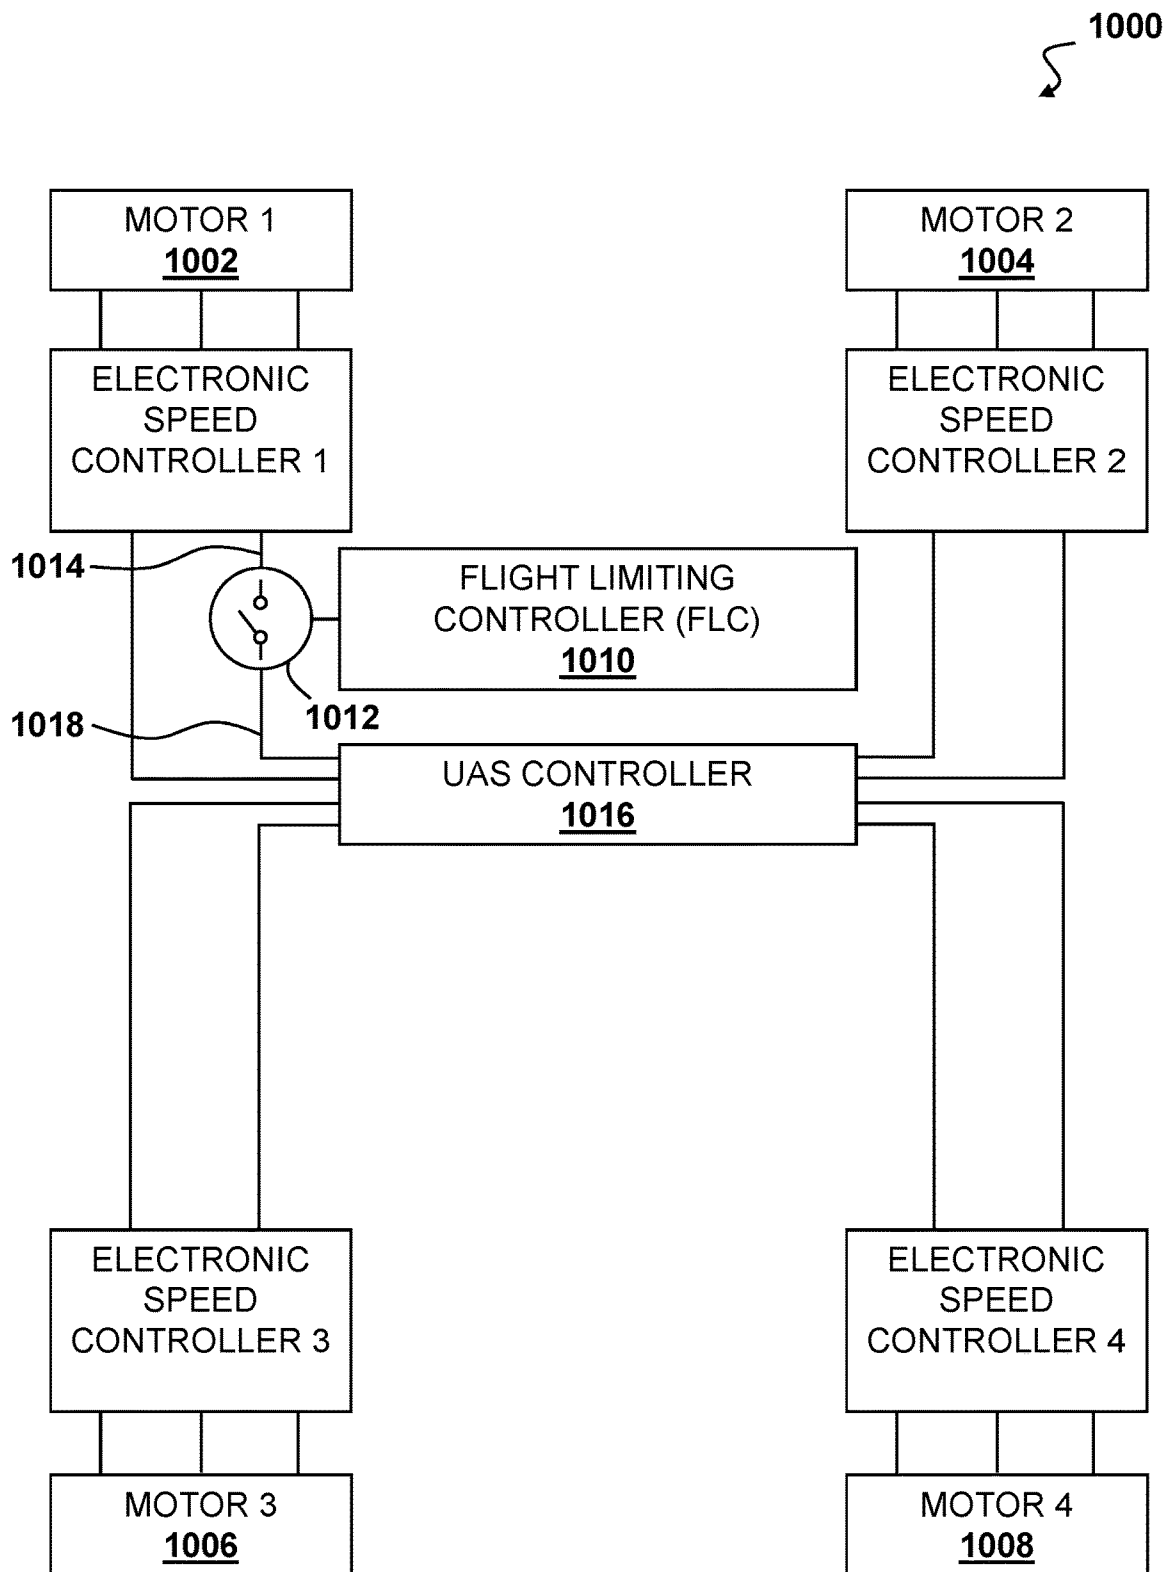 1000
MOTOR 1
1002
MOTOR 2
1004
ELECTRONIC
SPEED
CONTROLLER 1
ELECTRONIC
SPEED
CONTROLLER 2
1014
FLIGHT LIMITING
CONTROLLER (FLC)
1010
1012
1018
UAS CONTROLLER
1016
ELECTRONIC
SPEED
CONTROLLER 3
ELECTRONIC
SPEED
CONTROLLER 4
MOTOR 3
1006
MOTOR 4
1008